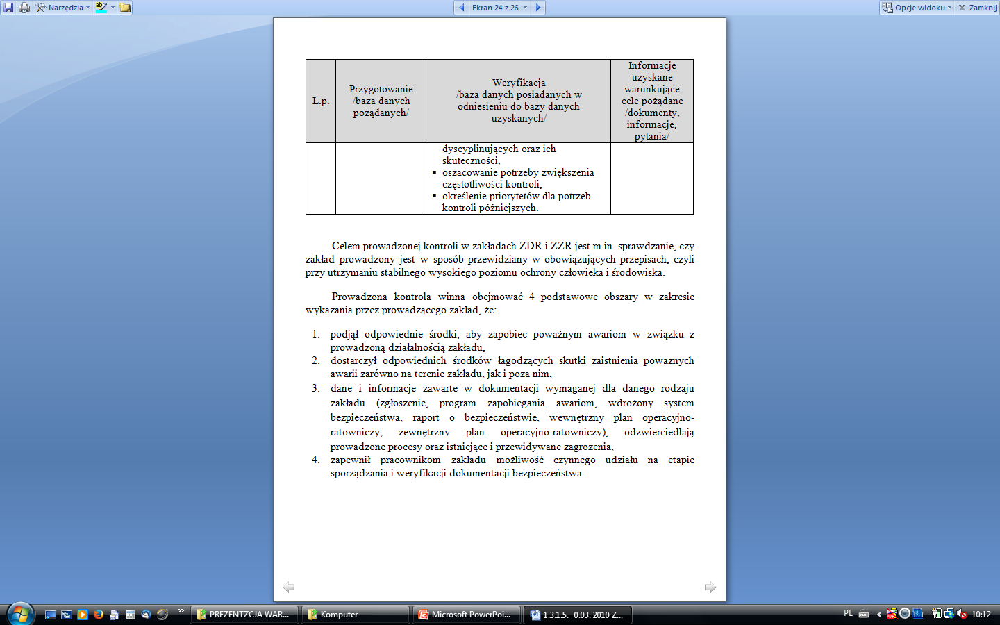 Narzędzia
Ekran 24 z 26
Opcje widoku
Zamknij
L.p.
Przygotowanie
/baza danych
pożądanych/
Weryfikacja
/baza danych posiadanych w
odniesieniu do bazy danych
uzyskanych/
Informacje
uzyskane
warunkujące
cele pożądane
/dokumenty,
informacje,
pytania/
dyscyplinujących oraz ich
skuteczności,
▪ oszacowanie potrzeby zwiększenia
częstotliwości kontroli,
▪ określenie priorytetów dla potrzeb
kontroli późniejszych.
Celem prowadzonej kontroli w zakładach ZDR i ZZR jest m.in. sprawdzanie, czy
zakład prowadzony jest w sposób przewidziany w obowiązujących przepisach, czyli
przy utrzymaniu stabilnego wysokiego poziomu ochrony człowieka i środowiska.
Prowadzona kontrola winna obejmować 4 podstawowe obszary w zakresie
wykazania przez prowadzącego zakład, że:
1. podjął odpowiednie środki, aby zapobiec poważnym awariom w związku z
prowadzoną działalnością zakładu,
2. dostarczył odpowiednich środków łagodzących skutki zaistnienia poważnych
awarii zarówno na terenie zakładu, jak i poza nim,
3. dane i informacje zawarte w dokumentacji wymaganej dla danego rodzaju
zakładu (zgłoszenie, program zapobiegania awariom, wdrożony system
bezpieczeństwa, raport o bezpieczeństwie, wewnętrzny plan operacyjno-
ratowniczy, zewnętrzny plan operacyjno-ratowniczy), odzwierciedlają
prowadzone procesy oraz istniejące i przewidywane zagrożenia,
4. zapewnił pracownikom zakładu możliwość czynnego udziału na etapie
sporządzania i weryfikacji dokumentacji bezpieczeństwa.
PREZENTZCJA WAR...
Komputer
Microsoft PowerPoi...
1.3.1.5. _0.03. 2010 Z...
PL
10:12